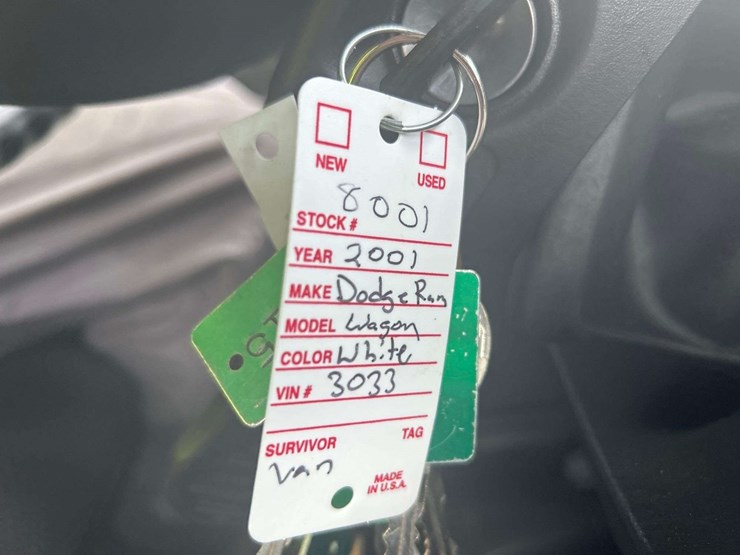 NEW USED
STOCK # 8001
YEAR 2001
MAKE Dodge Ram
MODEL Wagon
COLOR White
VIN # 3033
SURVIVOR TAG
Van
MADE
IN U.S.A.